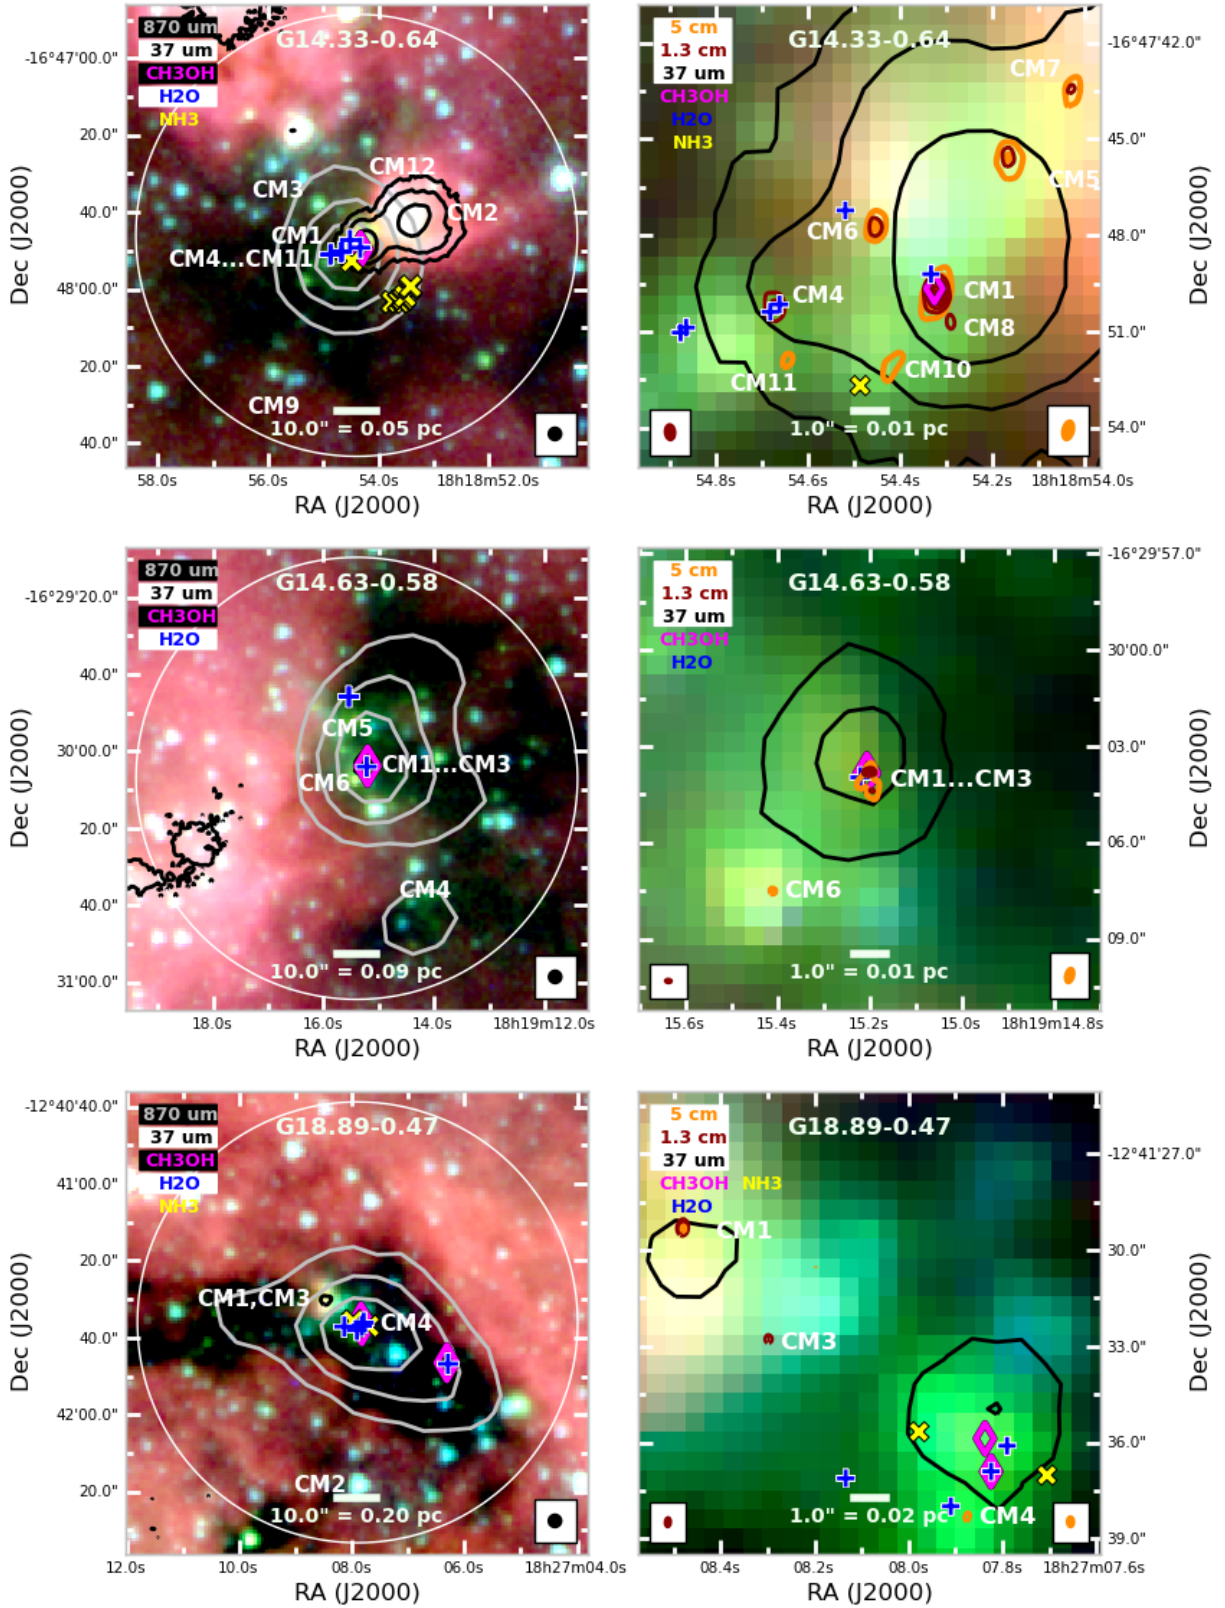 870 um
G14.33-0.64
37 um
CH3OH
H2O
NH3
CM12
CM3
CM2
CM1
CM4...CM11
CM9
10.0" = 0.05 pc
-16°47'00.0"
20.0"
40.0"
48'00.0"
20.0"
40.0"
58.0s
56.0s
54.0s
18h18m52.0s
RA (J2000)
Dec (J2000)
5 cm
G14.33-0.64
1.3 cm
37 um
CH3OH
H2O
NH3
CM7
CM5
CM6
CM4
CM1
CM8
CM10
CM11
1.0" = 0.01 pc
-16°47'42.0"
45.0"
48.0"
51.0"
54.0"
54.8s
54.6s
54.4s
54.2s
18h18m54.0s
RA (J2000)
Dec (J2000)
870 um
G14.63-0.58
37 um
CH3OH
H2O
CM5
CM1...CM3
CM6
CM4
10.0" = 0.09 pc
-16°29'20.0"
40.0"
30'00.0"
20.0"
40.0"
31'00.0"
18.0s
16.0s
14.0s
18h19m12.0s
RA (J2000)
Dec (J2000)
5 cm
G14.63-0.58
1.3 cm
37 um
CH3OH
H2O
CM1...CM3
CM6
1.0" = 0.01 pc
-16°29'57.0"
30'00.0"
03.0"
06.0"
09.0"
15.6s
15.4s
15.2s
15.0s
18h19m14.8s
RA (J2000)
Dec (J2000)
870 um
G18.89-0.47
37 um
CH3OH
H2O
NH3
CM1,CM3
CM4
CM2
10.0" = 0.20 pc
-12°40'40.0"
41'00.0"
20.0"
40.0"
42'00.0"
20.0"
12.0s
10.0s
08.0s
06.0s
18h27m04.0s
RA (J2000)
Dec (J2000)
5 cm
G18.89-0.47
1.3 cm
37 um
CH3OH NH3
H2O
CM1
CM3
CM4
1.0" = 0.02 pc
-12°41'27.0"
30.0"
33.0"
36.0"
39.0"
08.4s
08.2s
08.0s
07.8s
18h27m07.6s
RA (J2000)
Dec (J2000)